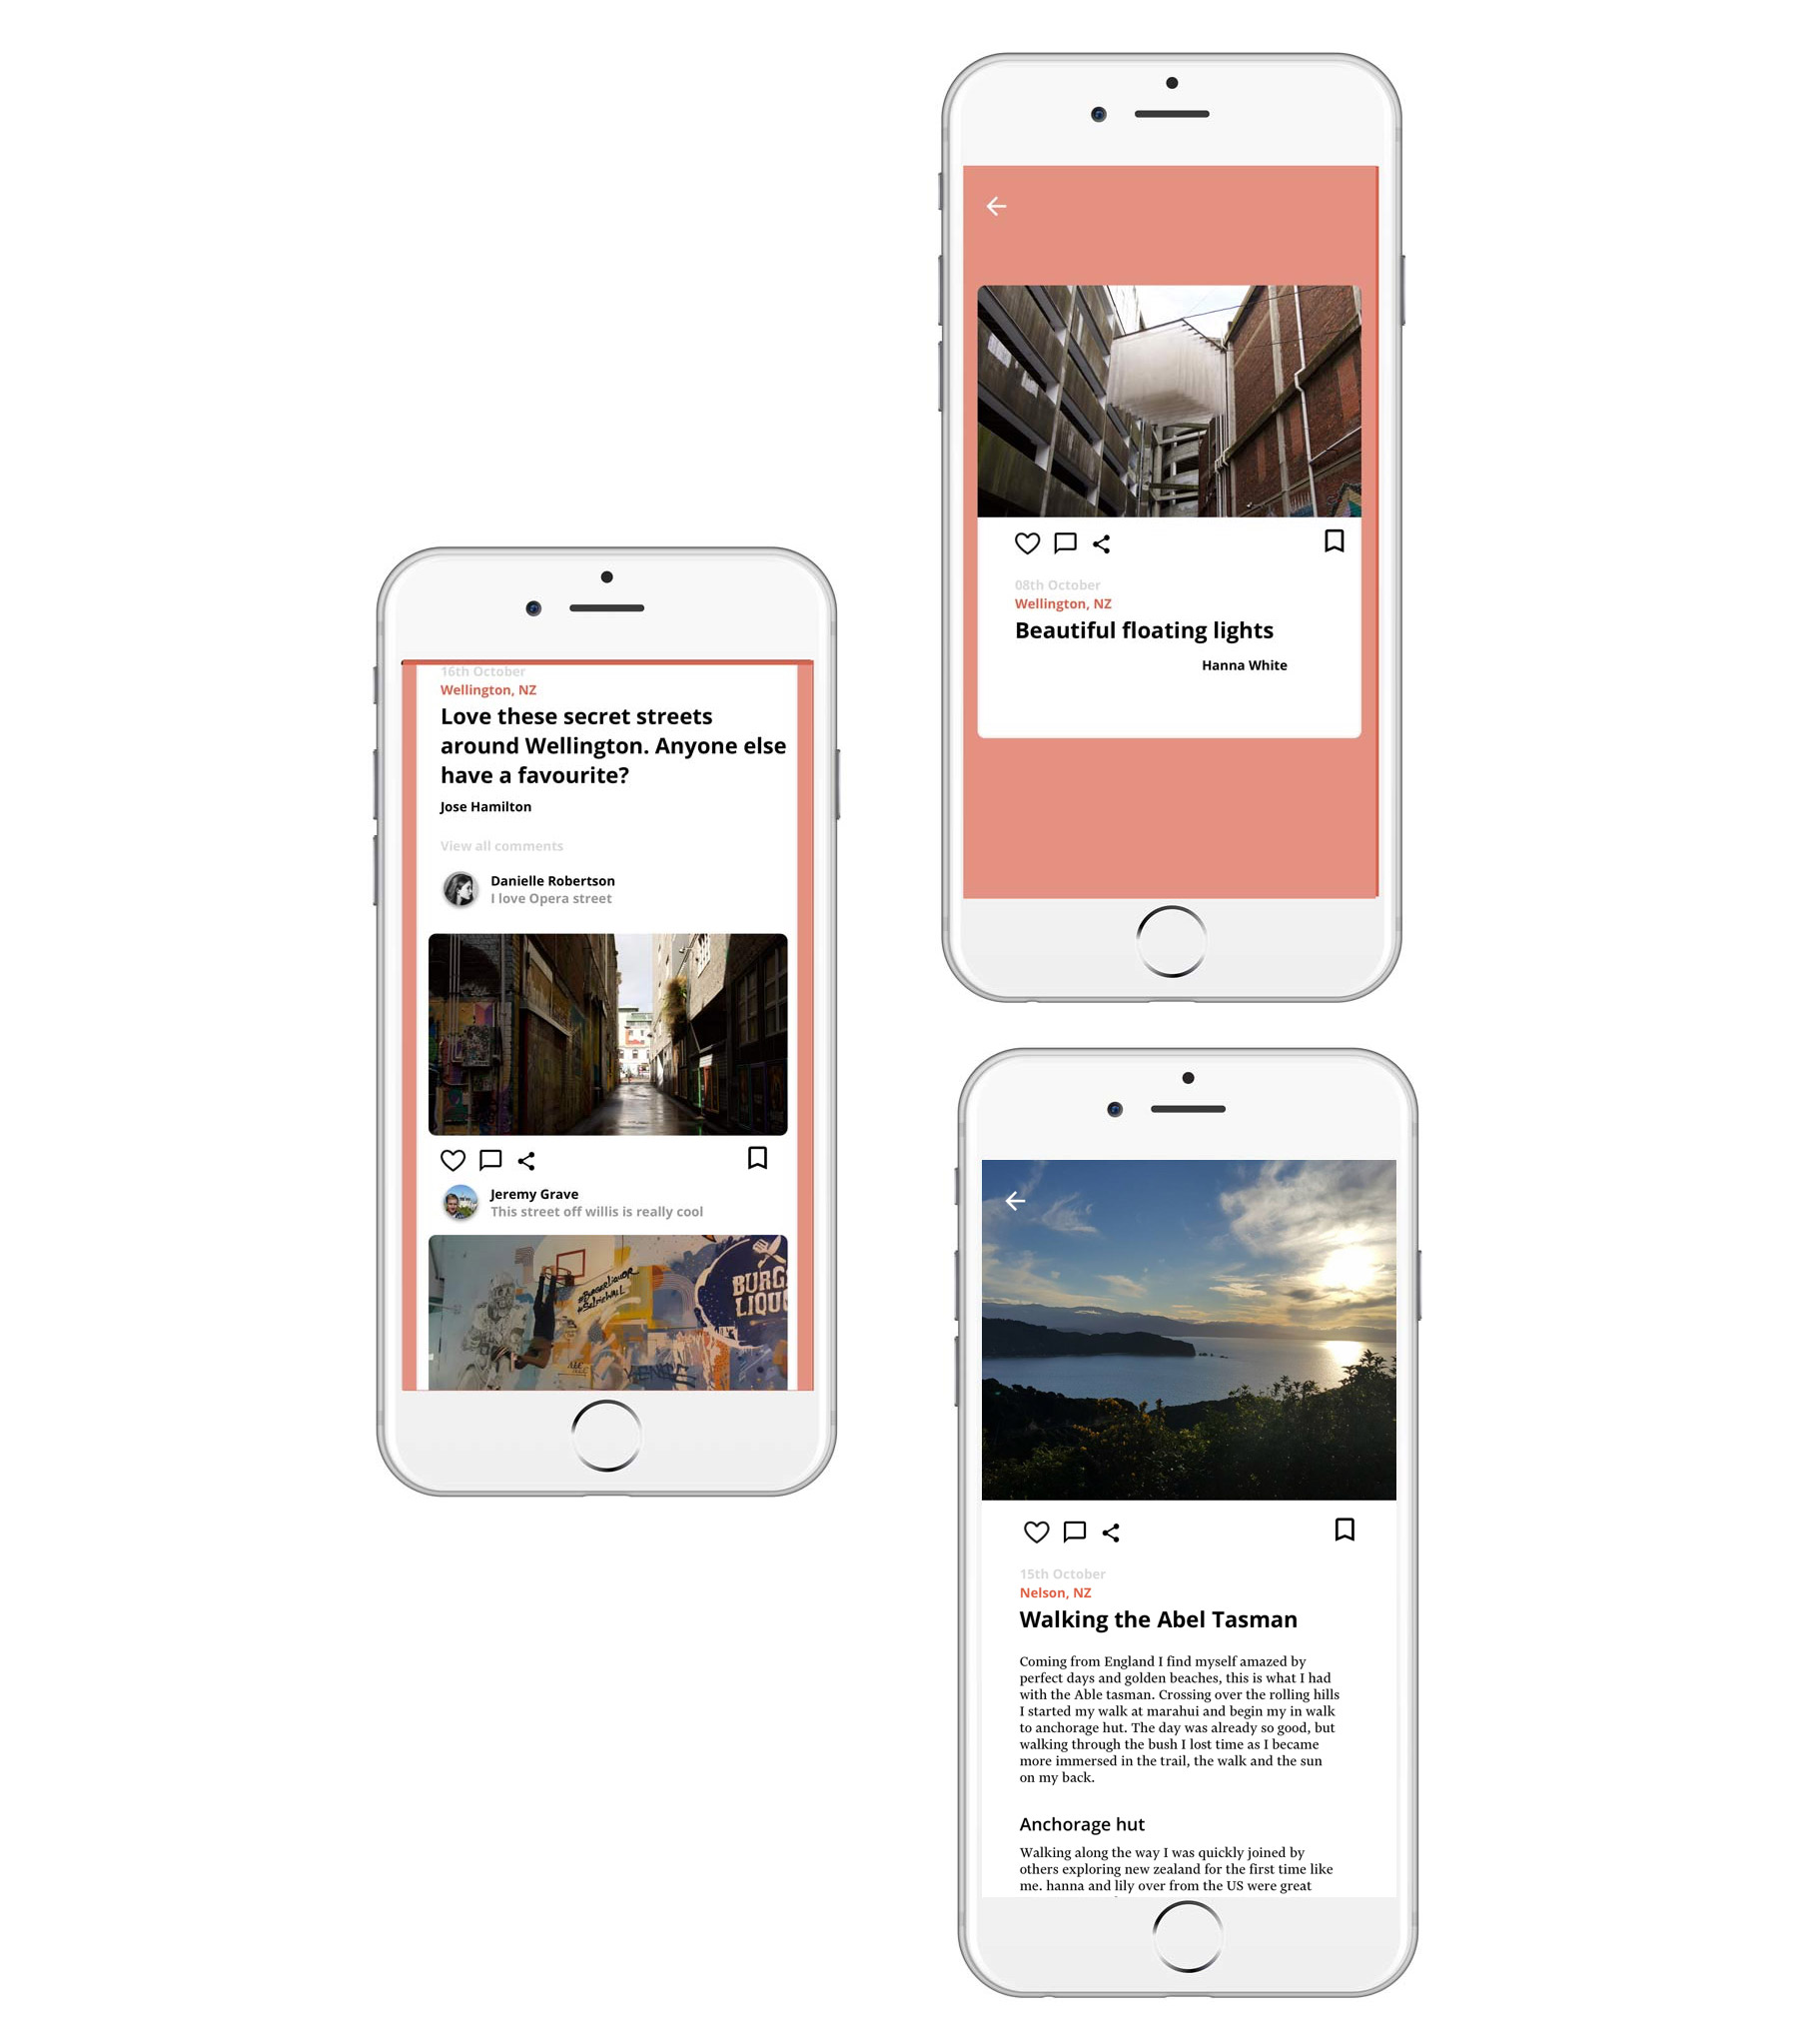 16th October
Wellington, NZ
Love these secret streets
around Wellington. Anyone else
have a favourite?
Jose Hamilton
View all comments
Danielle Robertson
I love Opera street
Jeremy Grave
This street off willis is really cool
#BurgerLiquor
#SelfieWall
BURG
LIQU
08th October
Wellington, NZ
Beautiful floating lights
Hanna White
15th October
Nelson, NZ
Walking the Abel Tasman
Coming from England I find myself amazed by
perfect days and golden beaches, this is what I had
with the Able tasman. Crossing over the rolling hills
I started my walk at marahui and begin my in walk
to anchorage hut. The day was already so good, but
walking through the bush I lost time as I became
more immersed in the trail, the walk and the sun
on my back.
Anchorage hut
Walking along the way I was quickly joined by
others exploring new zealand for the first time like
me. hanna and lily over from the US were great